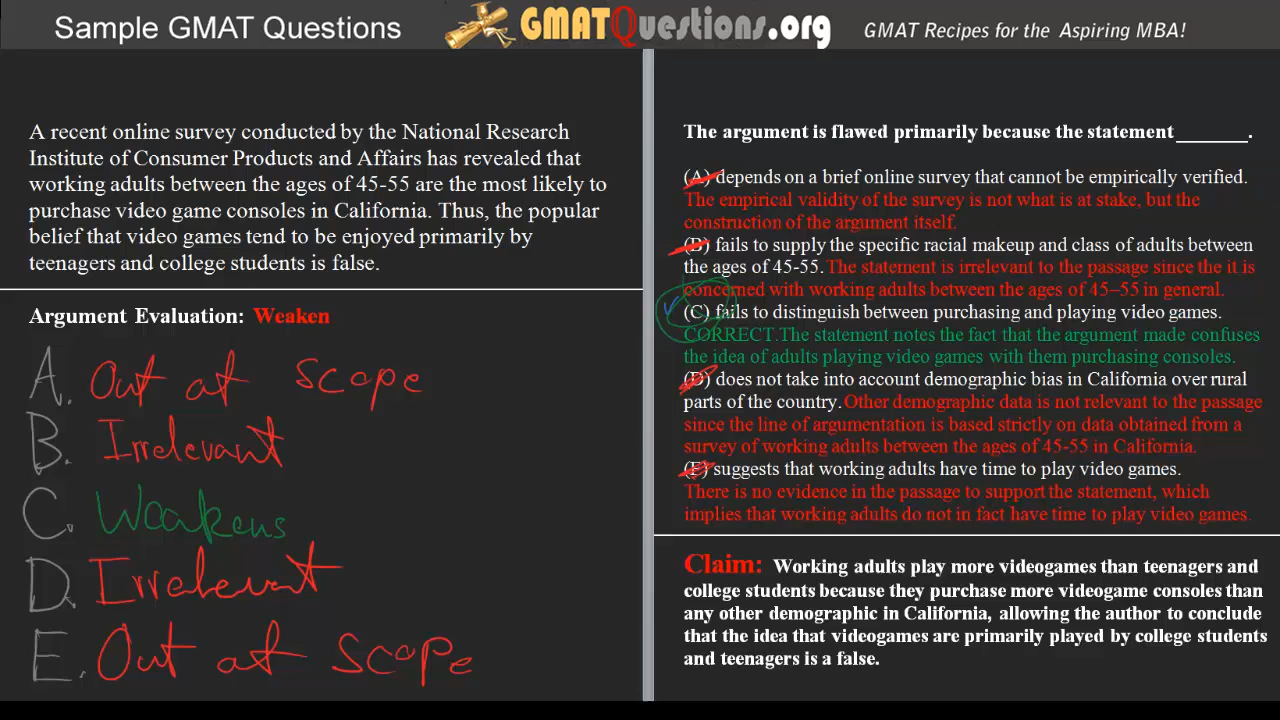 Sample GMAT Questions
GMATQuestions.org
GMAT Recipes for the Aspiring MBA!
A recent online survey conducted by the National Research
Institute of Consumer Products and Affairs has revealed that
working adults between the ages of 45-55 are the most likely to
purchase video game consoles in California. Thus, the popular
belief that video games tend to be enjoyed primarily by
teenagers and college students is false.
Argument Evaluation: Weaken
A. Out at scope
B. Irrelevant
C. Weakens
D. Irrelevant
E. Out at scope
The argument is flawed primarily because the statement_______.
(A) depends on a brief online survey that cannot be empirically verified.
The empirical validity of the survey is not what is at stake, but the
construction of the argument itself.
(B) fails to supply the specific racial makeup and class of adults between
the ages of 45-55. The statement is irrelevant to the passage since the it is
concerned with working adults between the ages of 45–55 in general.
(C) fails to distinguish between purchasing and playing video games.
CORRECT.The statement notes the fact that the argument made confuses
the idea of adults playing video games with them purchasing consoles.
(D) does not take into account demographic bias in California over rural
parts of the country. Other demographic data is not relevant to the passage
since the line of argumentation is based strictly on data obtained from a
survey of working adults between the ages of 45-55 in California.
(E) suggests that working adults have time to play video games.
There is no evidence in the passage to support the statement, which
implies that working adults do not in fact have time to play video games.
Claim: Working adults play more videogames than teenagers and
college students because they purchase more videogame consoles than
any other demographic in California, allowing the author to conclude
that the idea that videogames are primarily played by college students
and teenagers is a false.